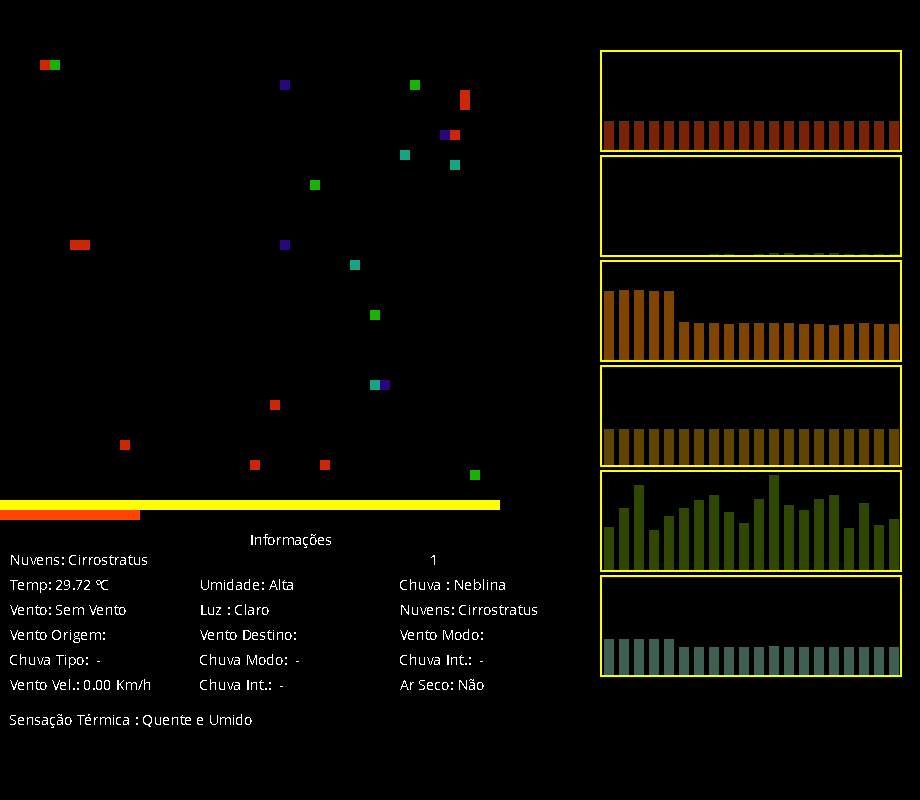 Informações
Nuvens: Cirrostratus 1
Temp: 29.72 ºC Umidade: Alta Chuva : Neblina
Vento: Sem Vento Luz : Claro Nuvens: Cirrostratus
Vento Origem: Vento Destino: Vento Modo:
Chuva Tipo: - Chuva Modo: - Chuva Int.: -
Vento Vel.: 0.00 Km/h Chuva Int.: - Ar Seco: Não
Sensação Térmica : Quente e Umido